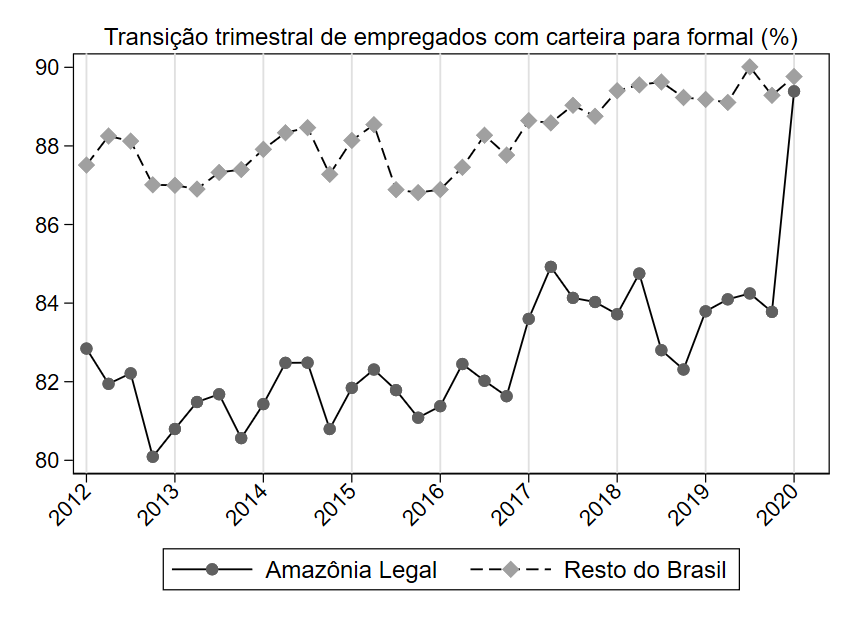 Transição trimestral de empregados com carteira para formal (%)
90
88
86
84
82
80
2012 2013 2014 2015 2016 2017 2018 2019 2020
Amazônia Legal Resto do Brasil